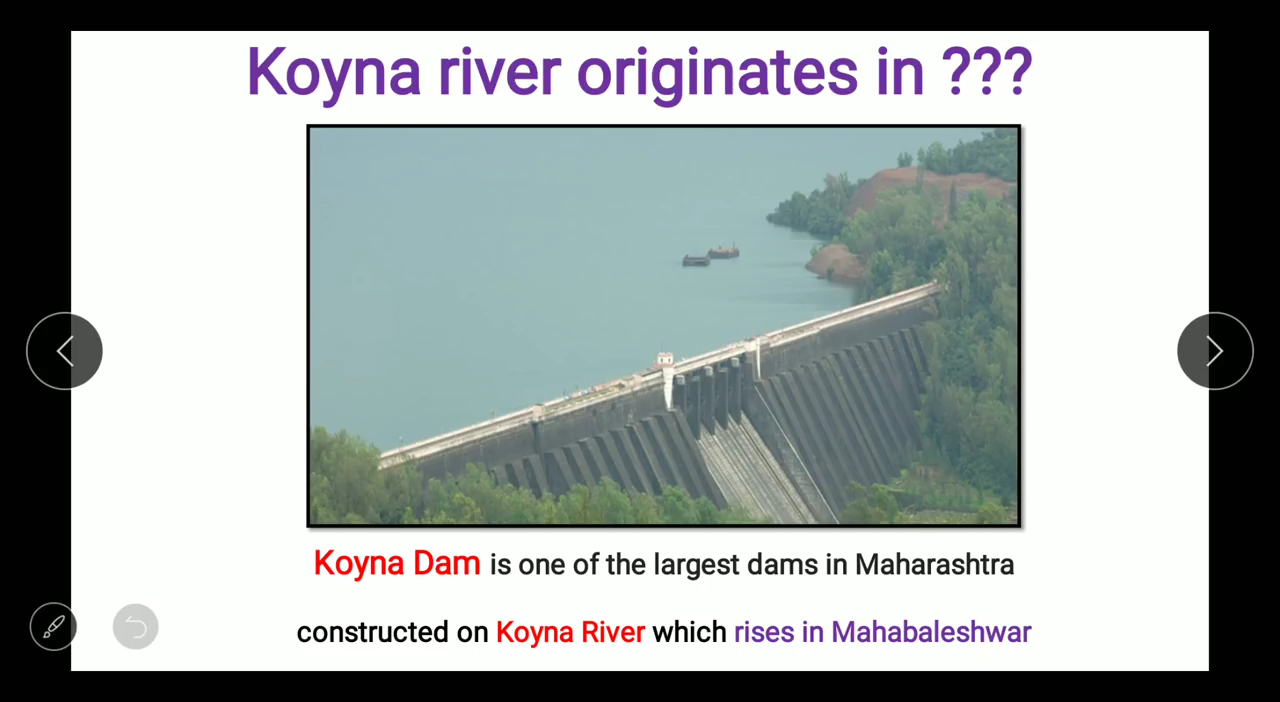 Koyna river originates in ???
Koyna Dam is one of the largest dams in Maharashtra
constructed on Koyna River which rises in Mahabaleshwar